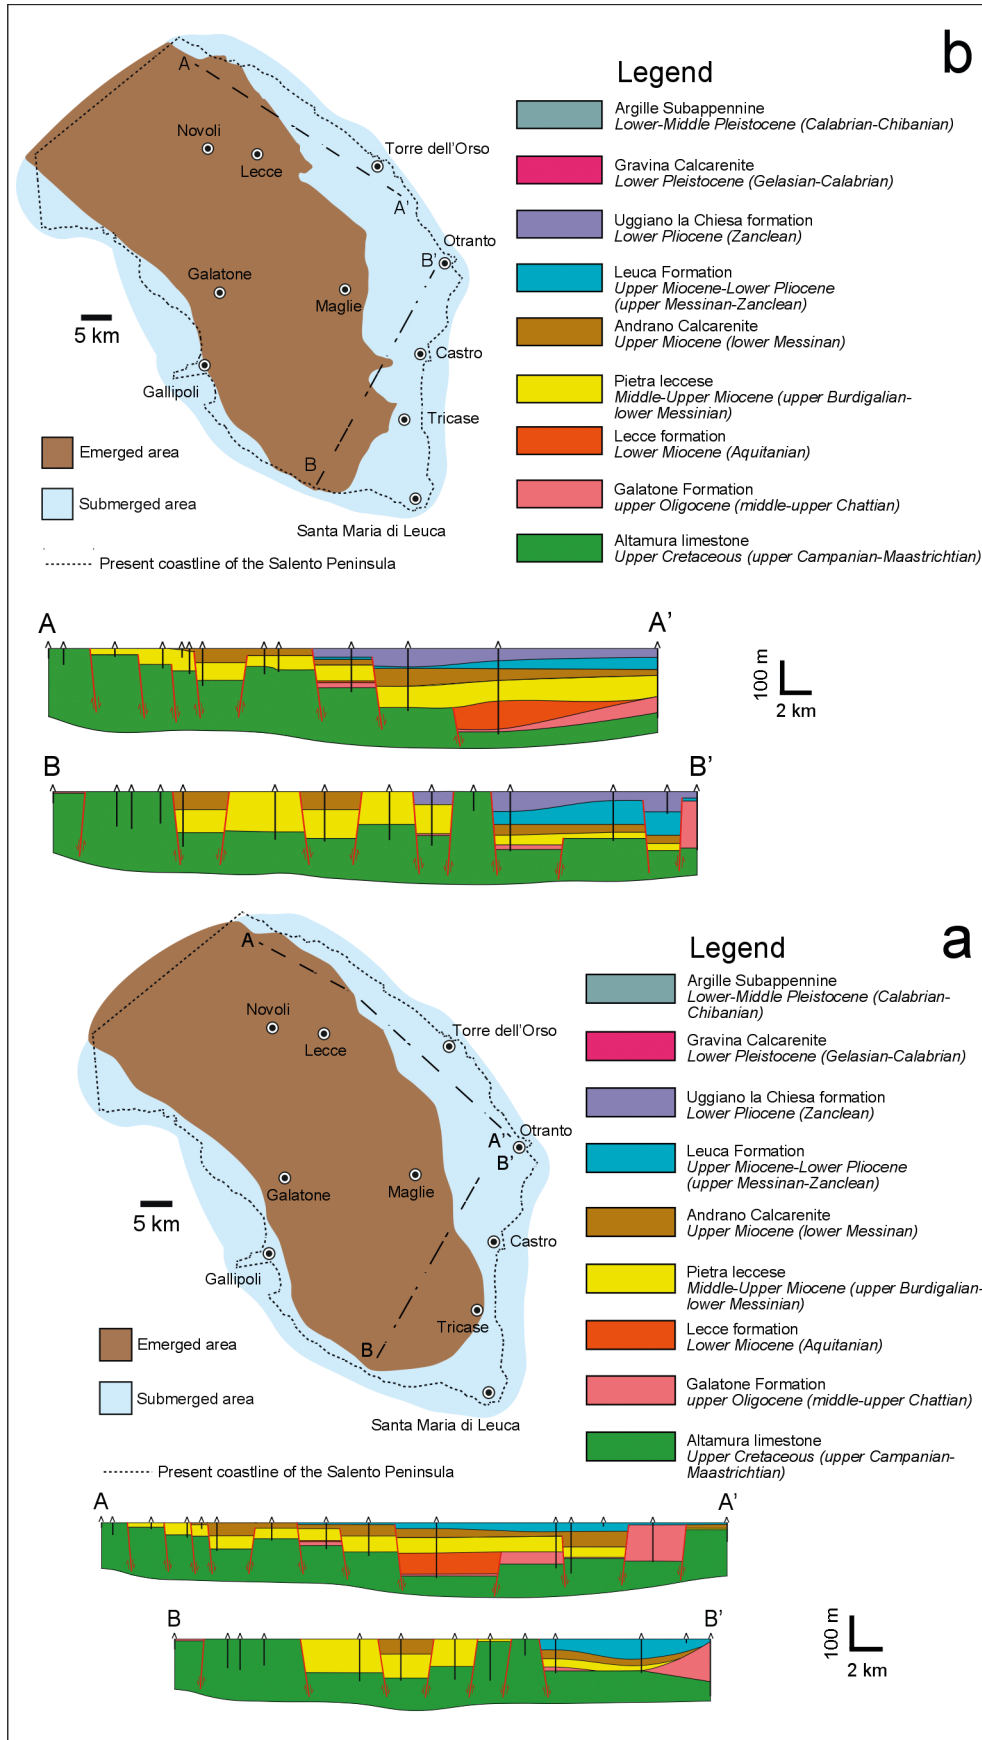 b
Legend
Argille Subappennine
Lower-Middle Pleistocene (Calabrian-Chibanian)
Gravina Calcarenite
Lower Pleistocene (Gelasian-Calabrian)
Uggiano la Chiesa formation
Lower Pliocene (Zanclean)
Leuca Formation
Upper Miocene-Lower Pliocene
(upper Messinan-Zanclean)
Andrano Calcarenite
Upper Miocene (lower Messinan)
Pietra leccese
Middle-Upper Miocene (upper Burdigalian-
lower Messinian)
Lecce formation
Lower Miocene (Aquitanian)
Galatone Formation
upper Oligocene (middle-upper Chattian)
Altamura limestone
Upper Cretaceous (upper Campanian-Maastrichtian)
A
Novoli
Lecce
Torre dell'Orso
A'
Otranto
B'
Galatone
Maglie
5 km
Castro
Gallipoli
Tricase
B
Emerged area
Submerged area
Santa Maria di Leuca
Present coastline of the Salento Peninsula
A
A'
100 m
2 km
B
B'
a
Legend
Argille Subappennine
Lower-Middle Pleistocene (Calabrian-
Chibanian)
Gravina Calcarenite
Lower Pleistocene (Gelasian-Calabrian)
Uggiano la Chiesa formation
Lower Pliocene (Zanclean)
Leuca Formation
Upper Miocene-Lower Pliocene
(upper Messinan-Zanclean)
Andrano Calcarenite
Upper Miocene (lower Messinan)
Pietra leccese
Middle-Upper Miocene (upper Burdigalian-
lower Messinian)
Lecce formation
Lower Miocene (Aquitanian)
Galatone Formation
upper Oligocene (middle-upper Chattian)
Altamura limestone
Upper Cretaceous (upper Campanian-
Maastrichtian)
A
Novoli
Lecce
Torre dell'Orso
Otranto
A'
B'
Galatone
Maglie
5 km
Castro
Gallipoli
Tricase
B
Emerged area
Submerged area
Santa Maria di Leuca
Present coastline of the Salento Peninsula
A
A'
B
B'
100 m
2 km